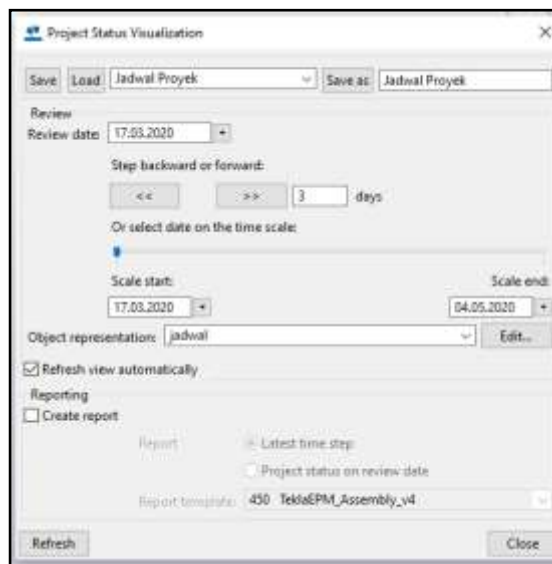 Project Status Visualization
Save Load Jadwal Proyek Save as Jadwal Proyek
Review
Review date: 17.03.2020
Step backward or forward:
<< >> 3 days
Or select date on the time scale:
Scale start: Scale end:
17.03.2020 04.05.2020
Object representation: jadwal Edit...
Refresh view automatically
Reporting
Create report
Report Latest time step
Project status on review date
Report template: 450 TeklaEPM_Assembly_v4
Refresh Close